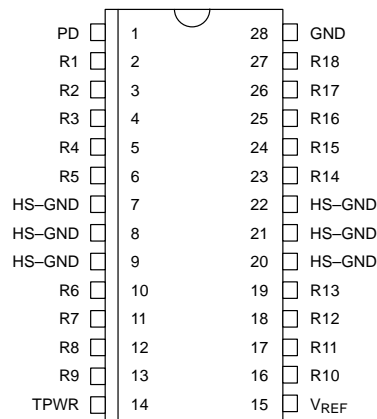 PD 1 28 GND
R1 2 27 R18
R2 3 26 R17
R3 4 25 R16
R4 5 24 R15
R5 6 23 R14
HS–GND 7 22 HS–GND
HS–GND 8 21 HS–GND
HS–GND 9 20 HS–GND
R6 10 19 R13
R7 11 18 R12
R8 12 17 R11
R9 13 16 R10
TPWR 14 15 VREF